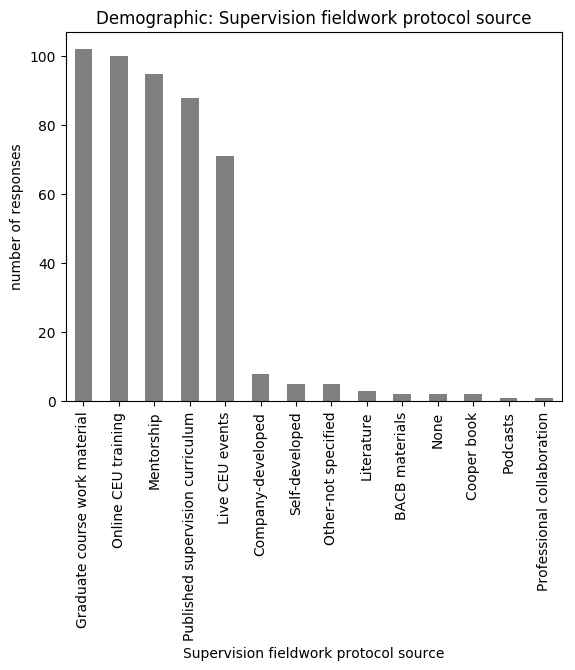 Demographic: Supervision fieldwork protocol source
number of responses
100
80
60
40
20
0
Graduate course work material
Online CEU training
Mentorship
Published supervision curriculum
Live CEU events
Company-developed
Self-developed
Other-not specified
Literature
BACB materials
None
Cooper book
Podcasts
Professional collaboration
Supervision fieldwork protocol source